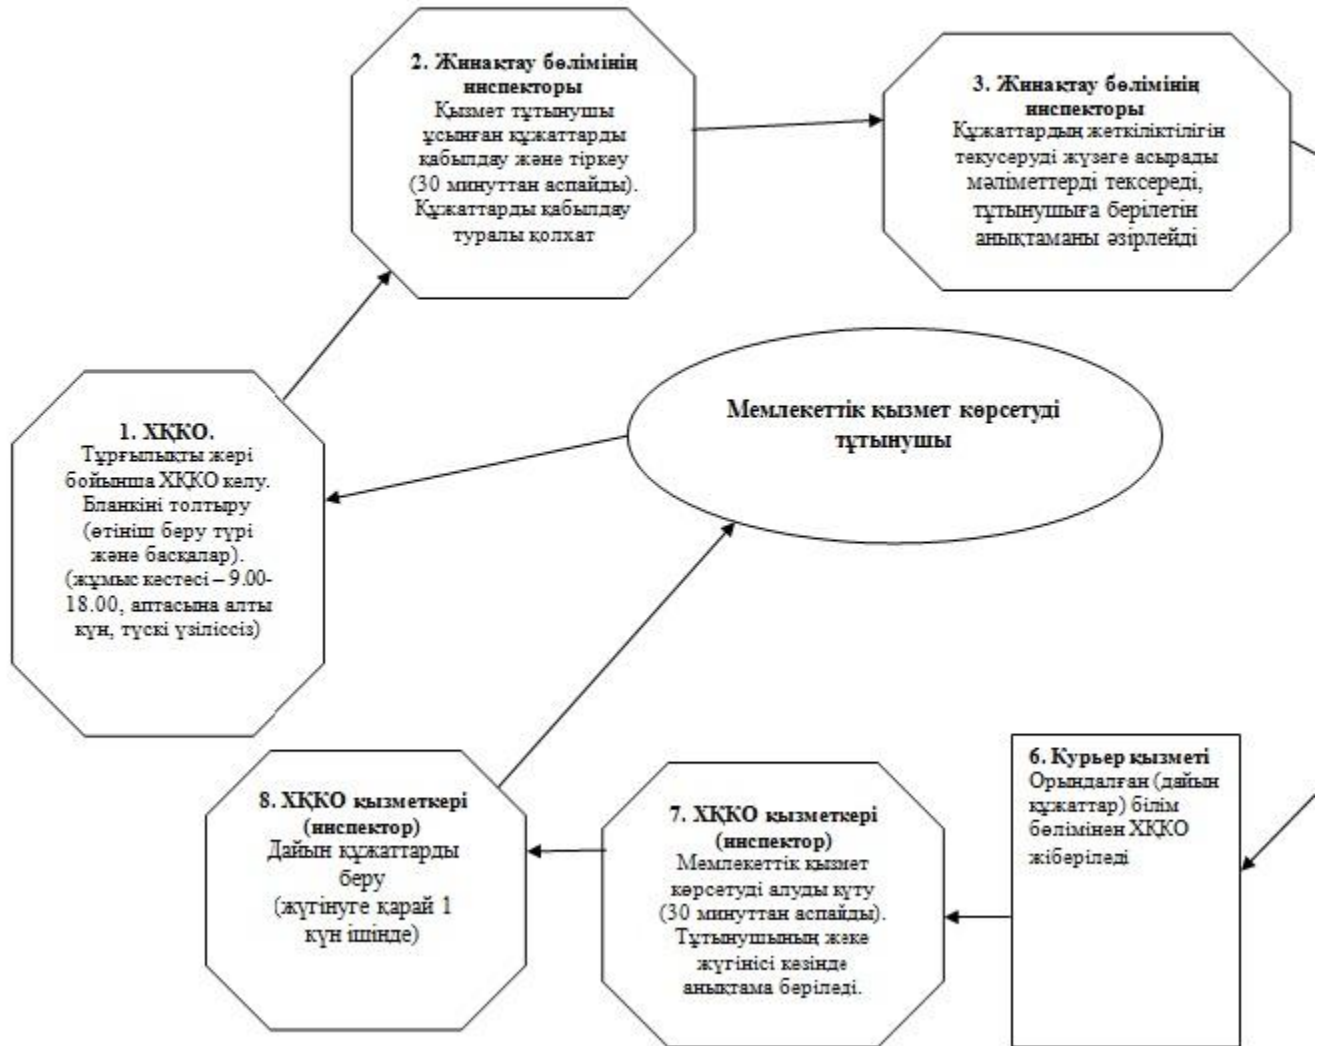 2. Жинақтау бөлімінің
инспекторы
Қызмет тұтынушы
ұсынған құжаттарды
қабылдау және тіркеу
(30 минуттан аспайды).
Құжаттарды қабылдау
туралы қолхат
3. Жинақтау бөлімінің
инспекторы
Құжаттардың жеткіліктілігін
текусеруді жүзеге асырады
мәліметтерді тексереді,
тұтынушыға берілетін
анықтаманы әзірлейді
Мемлекеттік қызмет көрсетуді
тұтынушы
1. ХҚКО.
Тұрғылықты жері
бойынша ХҚКО келу.
Бланкіні толтыру
(өтініш беру түрі
және басқалар).
(жұмыс кестесі – 9.00-
18.00, аптасына алты
күн, түскі үзіліссіз)
8. ХҚКО қызметкері
(инспектор)
Дайын құжаттарды
беру
(жүгінуге қарай 1
күн ішінде)
7. ХҚКО қызметкері
(инспектор)
Мемлекеттік қызмет
көрсетуді алуды күту
(30 минуттан аспайды).
Тұтынушының жеке
жүгінісі кезінде
анықтама беріледі.
6. Курьер қызметі
Орындалған (дайын
құжаттар) білім
бөлімінен ХҚКО
жіберіледі